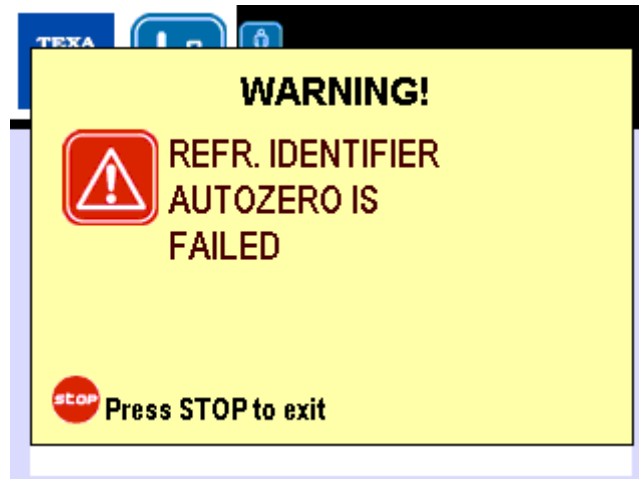 TEXA
WARNING!
REFR. IDENTIFIER
AUTOZERO IS
FAILED
stop
Press STOP to exit